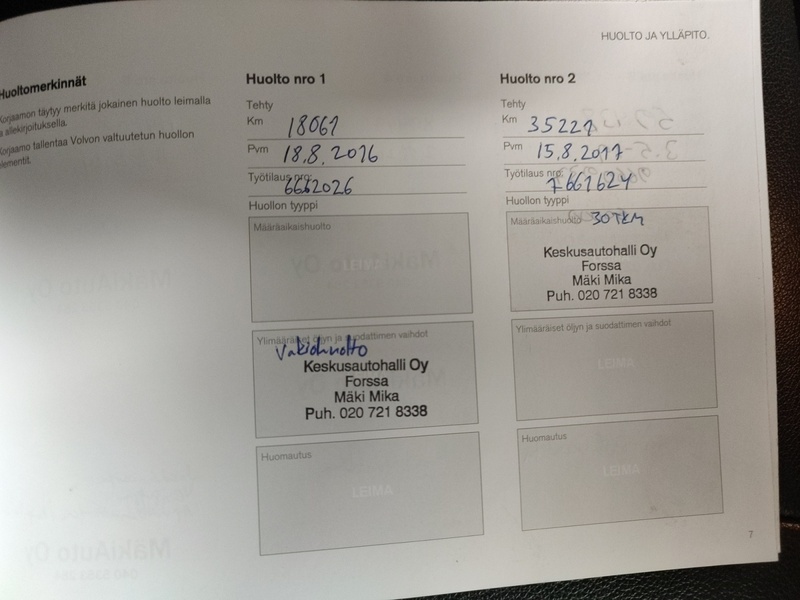 HUOLTO JA YLLÄPITO.
Huoltomerkinnät
Korjaamon täytyy merkitä jokainen huolto leimalla
ja allekirjoituksella.
Korjaamo tallentaa Volvon valtuutetun huollon
elementit.
Huolto nro 1
Tehty
Km 18061
Pvm 18.8.2016
Työtilaus nro: 6662026
Huollon tyyppi
Määräaikaishuolto
Ylimääräiset öljyn ja suodattimen vaihdot
Vakiohuolto
Keskusautohalli Oy
Forssa
Mäki Mika
Puh. 020 721 8338
Huomautus
LEIMA
Huolto nro 2
Tehty
Km 35221
Pvm 15.8.2017
Työtilaus nro: 7661624
Huollon tyyppi
Määräaikaishuolto 30TKM
Keskusautohalli Oy
Forssa
Mäki Mika
Puh. 020 721 8338
Ylimääräiset öljyn ja suodattimen vaihdot
LEIMA
Huomautus
LEIMA
7